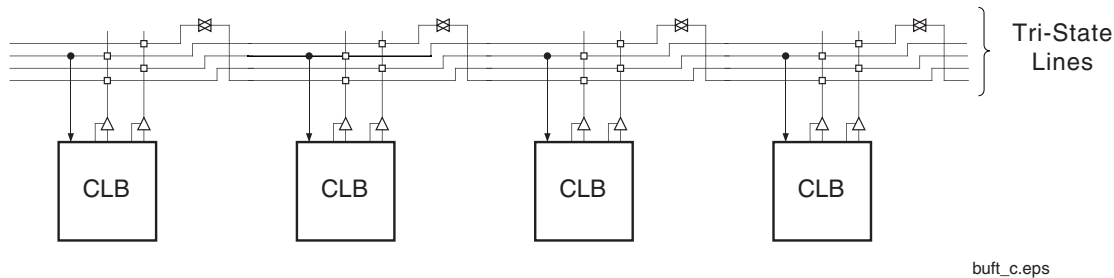 Tri-State
Lines
CLB
CLB
CLB
CLB
buft_c.eps